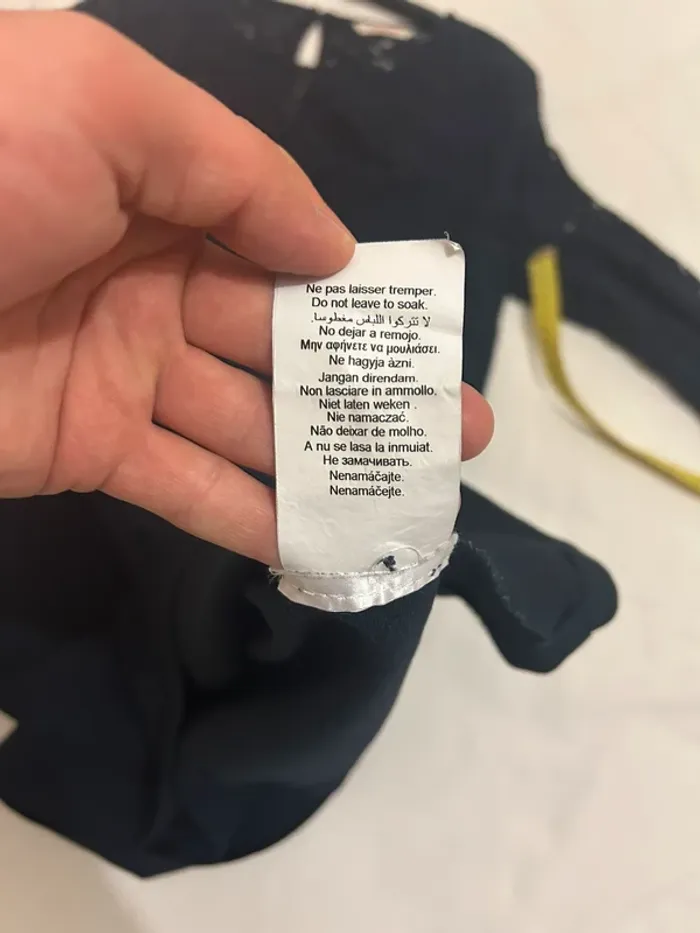 Ne pas laisser tremper.
Do not leave to soak.
لا تتركوا اللباس مغطوسا.
No dejar a remojo.
Μην αφήνετε να μουλιάσει.
Ne hagyja àzni.
Jangan direndam.
Non lasciare in ammollo.
Niet laten weken .
Nie namaczać.
Não deixar de molho.
A nu se lasa la inmuiat.
Не замачивать.
Nenamáčajte.
Nenamáčejte.